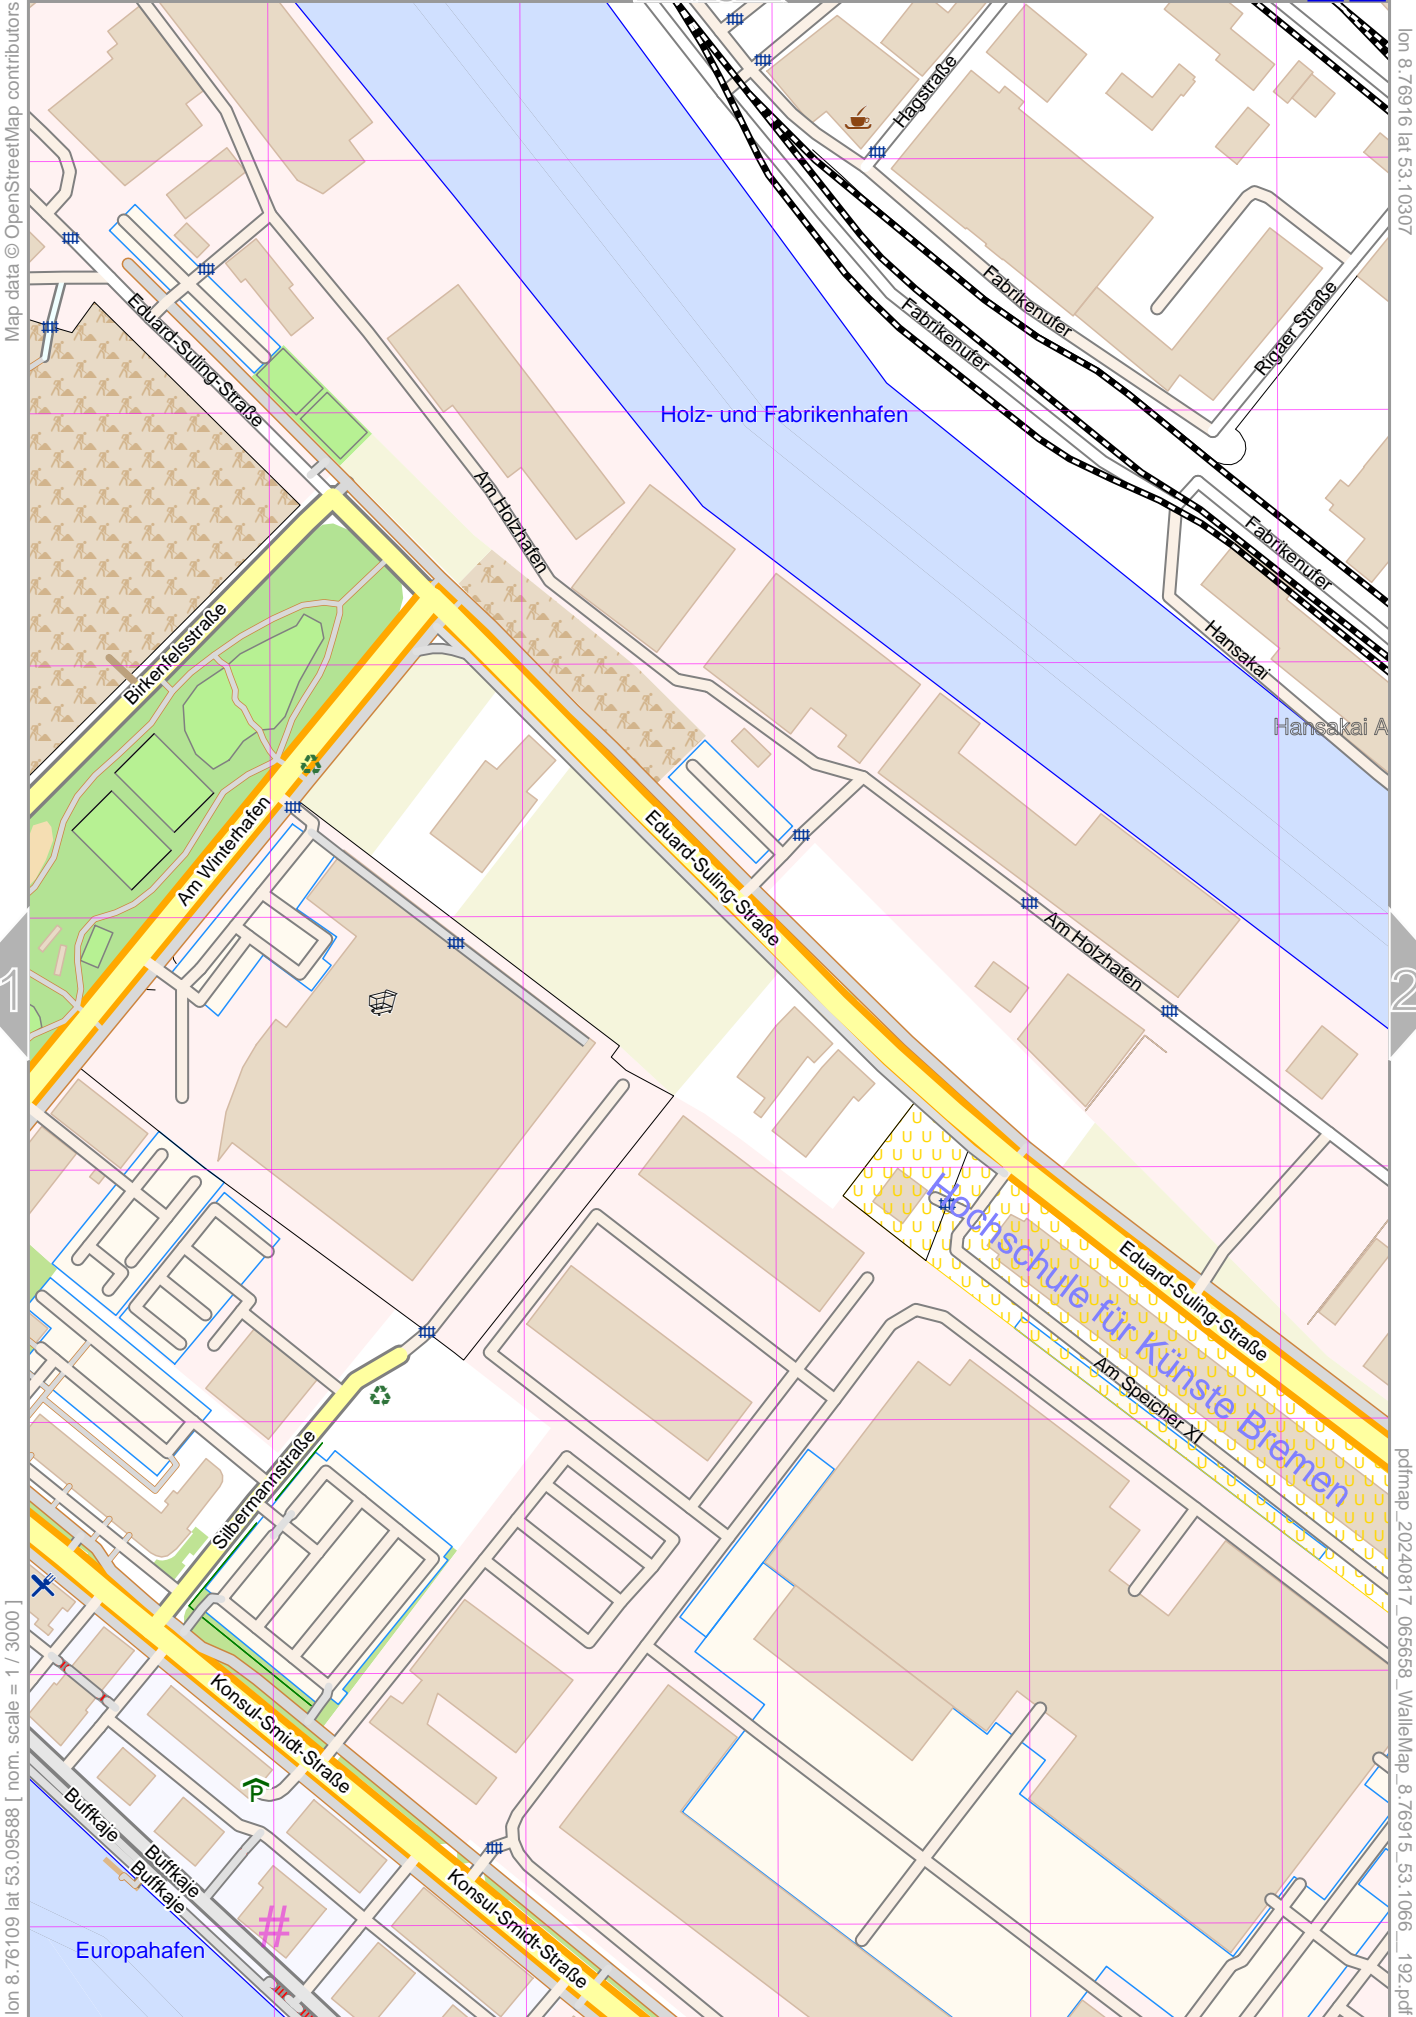 Map data © OpenStreetMap contributors
lon 8.76916 lat 53.10307
Hagstraße
Fabrikenufer
Fabrikenufer
Rigaer Straße
Eduard-Suling-Straße
Holz- und Fabrikenhafen
Am Holzhafen
Fabrikenufer
Birkenfelsstraße
Hansakai
Hansakai A
Am Winterhafen
Eduard-Suling-Straße
Am Holzhafen
1
2
Hochschule für Künste Bremen
Eduard-Suling-Straße
Am Speicher XI
Silbermannstraße
Konsul-Smidt-Straße
P
Buffkaje
Buffkaje
Buffkaje
Konsul-Smidt-Straße
#
Europahafen
lon 8.76109 lat 53.09588 [ nom. scale = 1 / 3000 ]
pdfmap_20240817_065658_WalleMap_8.76915_53.1066__192.pdf